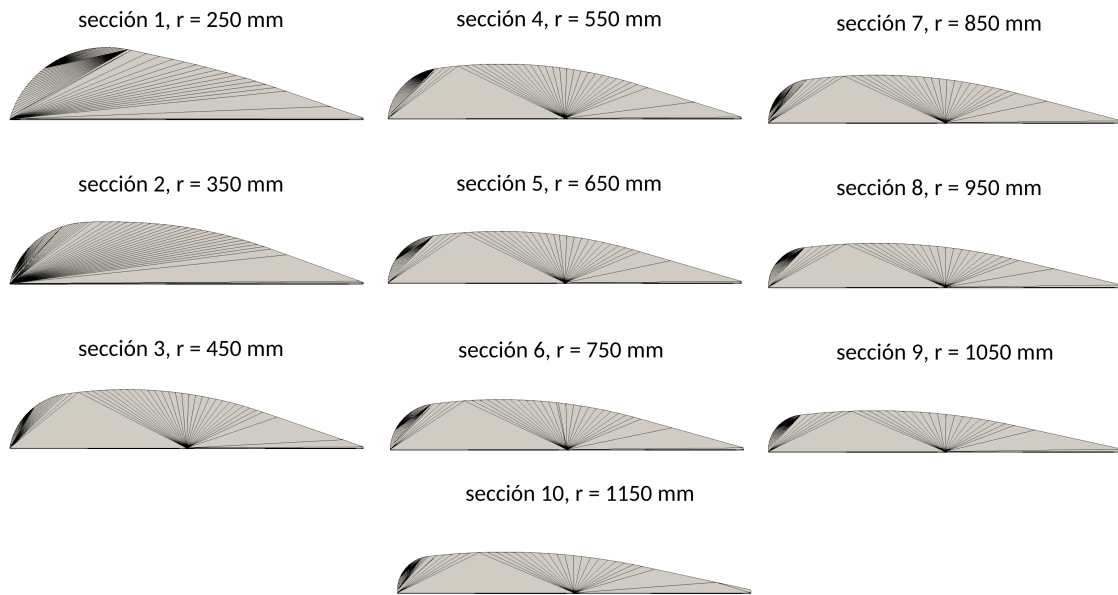 sección 1, r = 250 mm
sección 4, r = 550 mm
sección 7, r = 850 mm
sección 2, r = 350 mm
sección 5, r = 650 mm
sección 8, r = 950 mm
sección 3, r = 450 mm
sección 6, r = 750 mm
sección 9, r = 1050 mm
sección 10, r = 1150 mm